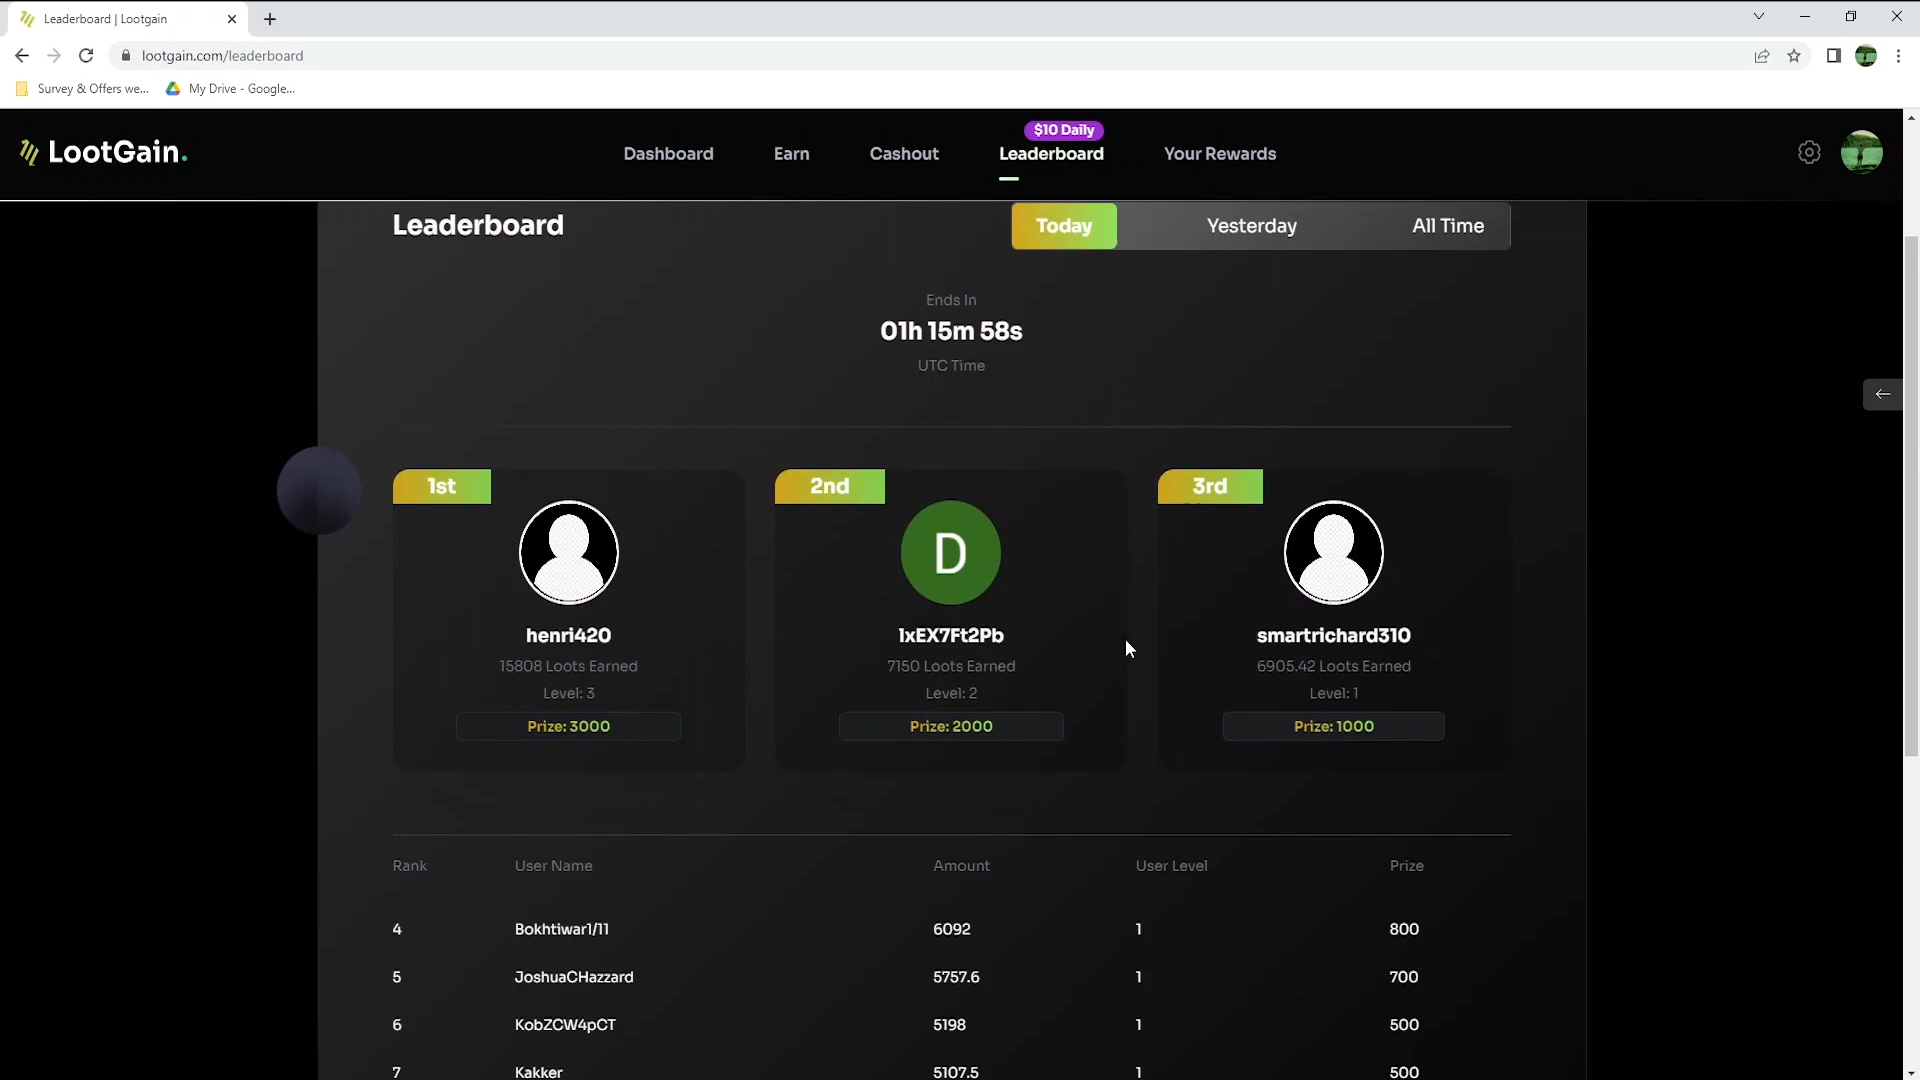 Leaderboard | Lootgain
lootgain.com/leaderboard
Survey & Offers we... My Drive - Google...
LootGain.
Dashboard Earn Cashout $10 Daily Leaderboard Your Rewards
Leaderboard
Today Yesterday All Time
Ends In
01h 15m 58s
UTC Time
1st
henri420
15808 Loots Earned
Level: 3
Prize: 3000
2nd
D
lxEX7Ft2Pb
7150 Loots Earned
Level: 2
Prize: 2000
3rd
smartrichard310
6905.42 Loots Earned
Level: 1
Prize: 1000
Rank User Name Amount User Level Prize
4 Bokhtiwar1/11 6092 1 800
5 JoshuaCHazzard 5757.6 1 700
6 KobZCW4pCT 5198 1 500
7 Kakker 5107.5 1 500